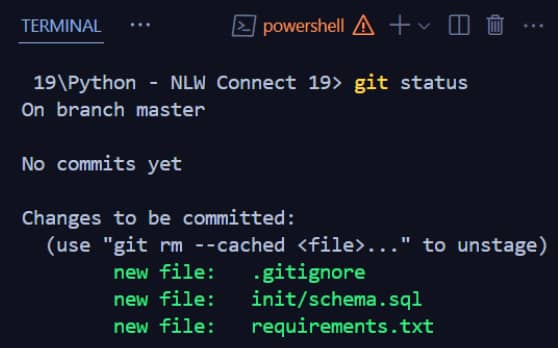 TERMINAL ... powershell
19\Python - NLW Connect 19> git status
On branch master
No commits yet
Changes to be committed:
(use "git rm --cached <file>..." to unstage)
new file: .gitignore
new file: init/schema.sql
new file: requirements.txt